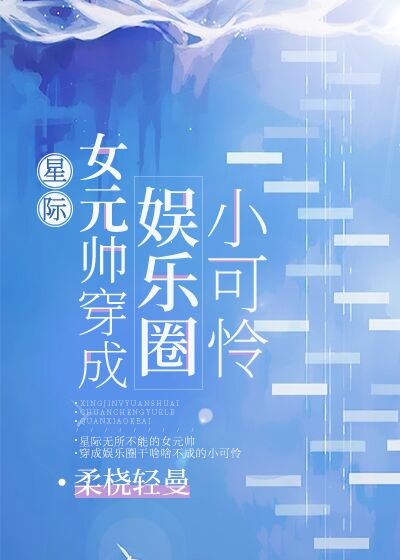 星际
女元帅穿成
娱乐圈
小可怜
·XINGJINVYUANSHUAI
·CHUANCHENGYUELE
·QUANXIAOKEAI
·///////////
·星际无所不能的女元帅
·穿成娱乐圈干啥啥不成的小可怜
·柔桡轻曼